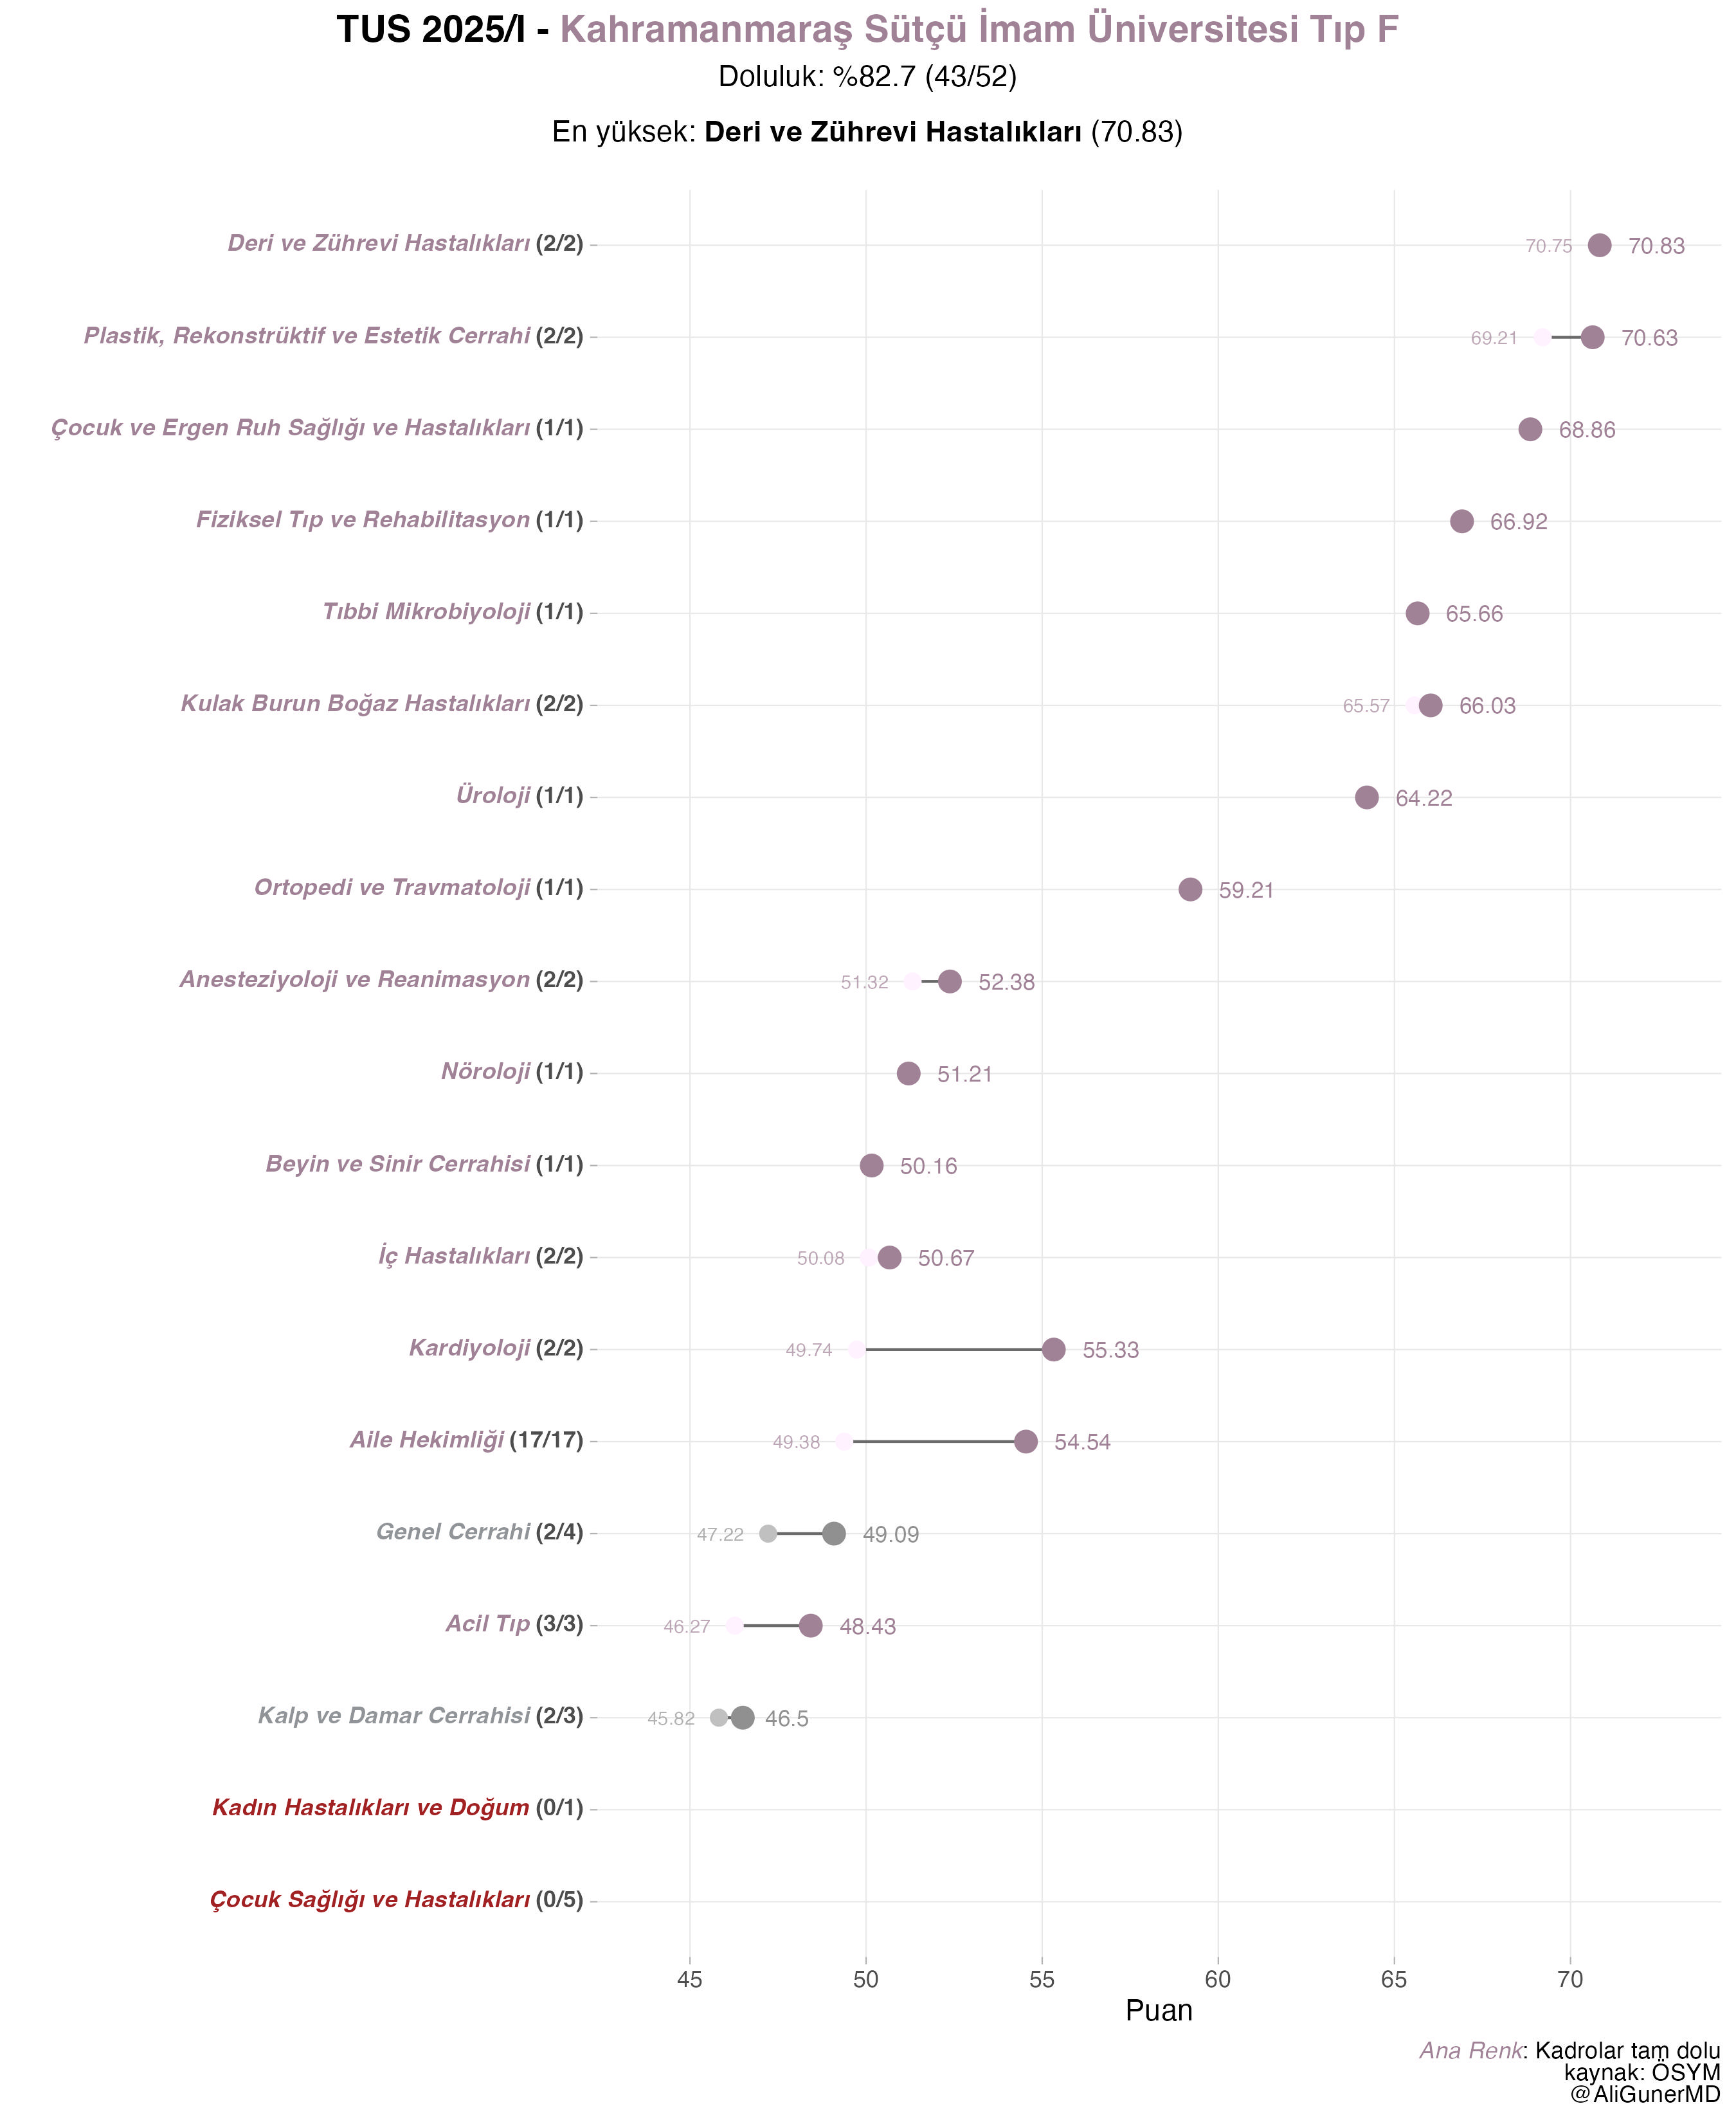 TUS 2025/I - Kahramanmaraş Sütçü İmam Üniversitesi Tıp F
Doluluk: %82.7 (43/52)
En yüksek: Deri ve Zührevi Hastalıkları (70.83)
Deri ve Zührevi Hastalıkları (2/2) 70.75 70.83
Plastik, Rekonstrüktif ve Estetik Cerrahi (2/2) 69.21 70.63
Çocuk ve Ergen Ruh Sağlığı ve Hastalıkları (1/1) 68.86
Fiziksel Tıp ve Rehabilitasyon (1/1) 66.92
Tıbbi Mikrobiyoloji (1/1) 65.66
Kulak Burun Boğaz Hastalıkları (2/2) 65.57 66.03
Üroloji (1/1) 64.22
Ortopedi ve Travmatoloji (1/1) 59.21
Anesteziyoloji ve Reanimasyon (2/2) 51.32 52.38
Nöroloji (1/1) 51.21
Beyin ve Sinir Cerrahisi (1/1) 50.16
İç Hastalıkları (2/2) 50.08 50.67
Kardiyoloji (2/2) 49.74 55.33
Aile Hekimliği (17/17) 49.38 54.54
Genel Cerrahi (2/4) 47.22 49.09
Acil Tıp (3/3) 46.27 48.43
Kalp ve Damar Cerrahisi (2/3) 45.82 46.5
Kadın Hastalıkları ve Doğum (0/1)
Çocuk Sağlığı ve Hastalıkları (0/5)
45 50 55 60 65 70
Puan
Ana Renk: Kadrolar tam dolu
kaynak: ÖSYM
@AliGunerMD